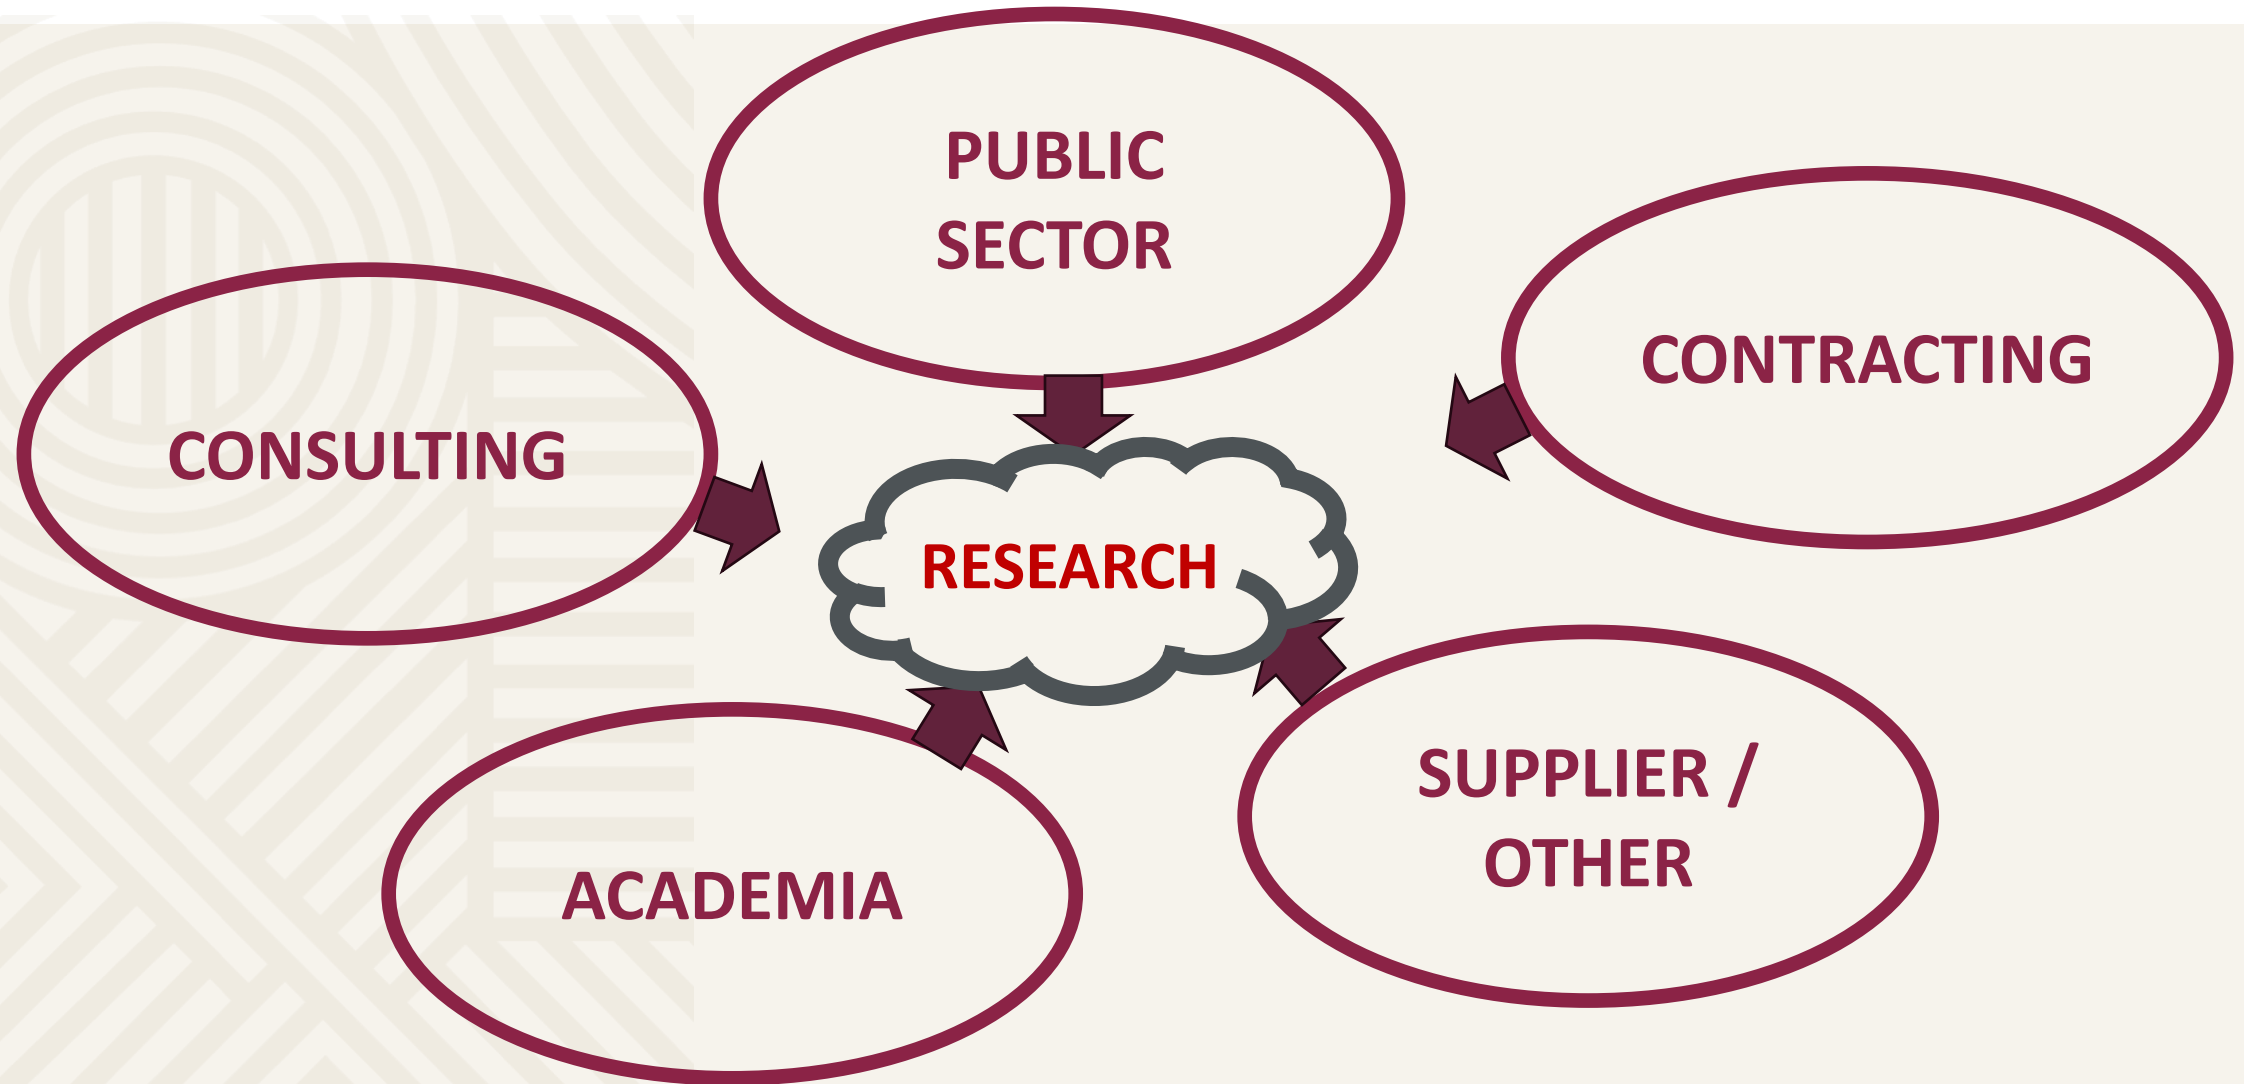 PUBLIC
SECTOR
CONTRACTING
CONSULTING
RESEARCH
SUPPLIER /
OTHER
ACADEMIA